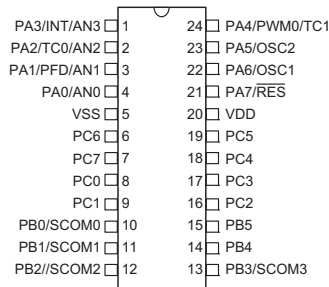 PA3/INT/AN3 1 24 PA4/PWM0/TC1
PA2/TC0/AN2 2 23 PA5/OSC2
PA1/PFD/AN1 3 22 PA6/OSC1
PA0/AN0 4 21 PA7/RES
VSS 5 20 VDD
PC6 6 19 PC5
PC7 7 18 PC4
PC0 8 17 PC3
PC1 9 16 PC2
PB0/SCOM0 10 15 PB5
PB1/SCOM1 11 14 PB4
PB2//SCOM2 12 13 PB3/SCOM3